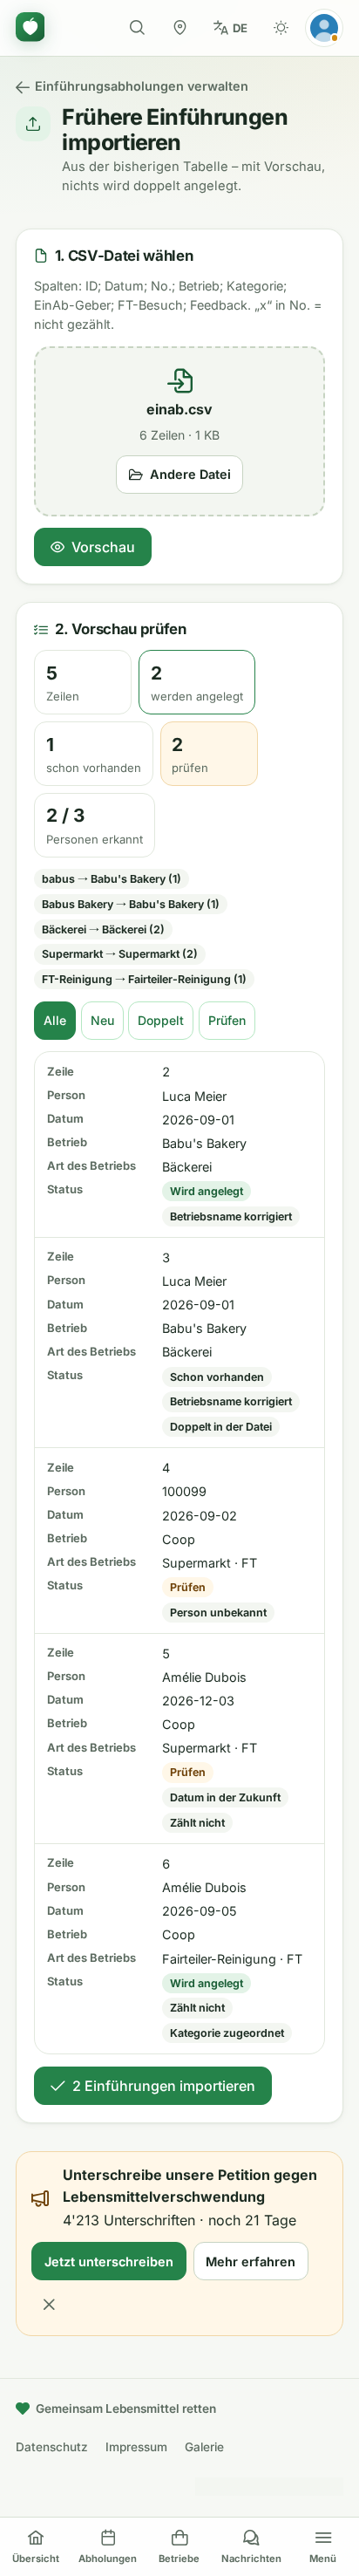 DE
Einführungsabholungen verwalten
Frühere Einführungen
importieren
Aus der bisherigen Tabelle – mit Vorschau,
nichts wird doppelt angelegt.
1. CSV-Datei wählen
Spalten: ID; Datum; No.; Betrieb; Kategorie;
EinAb-Geber; FT-Besuch; Feedback. „x“ in No. =
nicht gezählt.
einab.csv
6 Zeilen · 1 KB
Andere Datei
Vorschau
2. Vorschau prüfen
5
Zeilen
2
werden angelegt
1
schon vorhanden
2
prüfen
2 / 3
Personen erkannt
babus → Babu's Bakery (1)
Babus Bakery → Babu's Bakery (1)
Bäckerei → Bäckerei (2)
Supermarkt → Supermarkt (2)
FT-Reinigung → Fairteiler-Reinigung (1)
Alle Neu Doppelt Prüfen
Zeile 2
Person Luca Meier
Datum 2026-09-01
Betrieb Babu's Bakery
Art des Betriebs Bäckerei
Status Wird angelegt
Betriebsname korrigiert
Zeile 3
Person Luca Meier
Datum 2026-09-01
Betrieb Babu's Bakery
Art des Betriebs Bäckerei
Status Schon vorhanden
Betriebsname korrigiert
Doppelt in der Datei
Zeile 4
Person 100099
Datum 2026-09-02
Betrieb Coop
Art des Betriebs Supermarkt · FT
Status Prüfen
Person unbekannt
Zeile 5
Person Amélie Dubois
Datum 2026-12-03
Betrieb Coop
Art des Betriebs Supermarkt · FT
Status Prüfen
Datum in der Zukunft
Zählt nicht
Zeile 6
Person Amélie Dubois
Datum 2026-09-05
Betrieb Coop
Art des Betriebs Fairteiler-Reinigung · FT
Status Wird angelegt
Zählt nicht
Kategorie zugeordnet
2 Einführungen importieren
Unterschreibe unsere Petition gegen
Lebensmittelverschwendung
4'213 Unterschriften · noch 21 Tage
Jetzt unterschreiben Mehr erfahren
Gemeinsam Lebensmittel retten
Datenschutz Impressum Galerie
Übersicht Abholungen Betriebe Nachrichten Menü